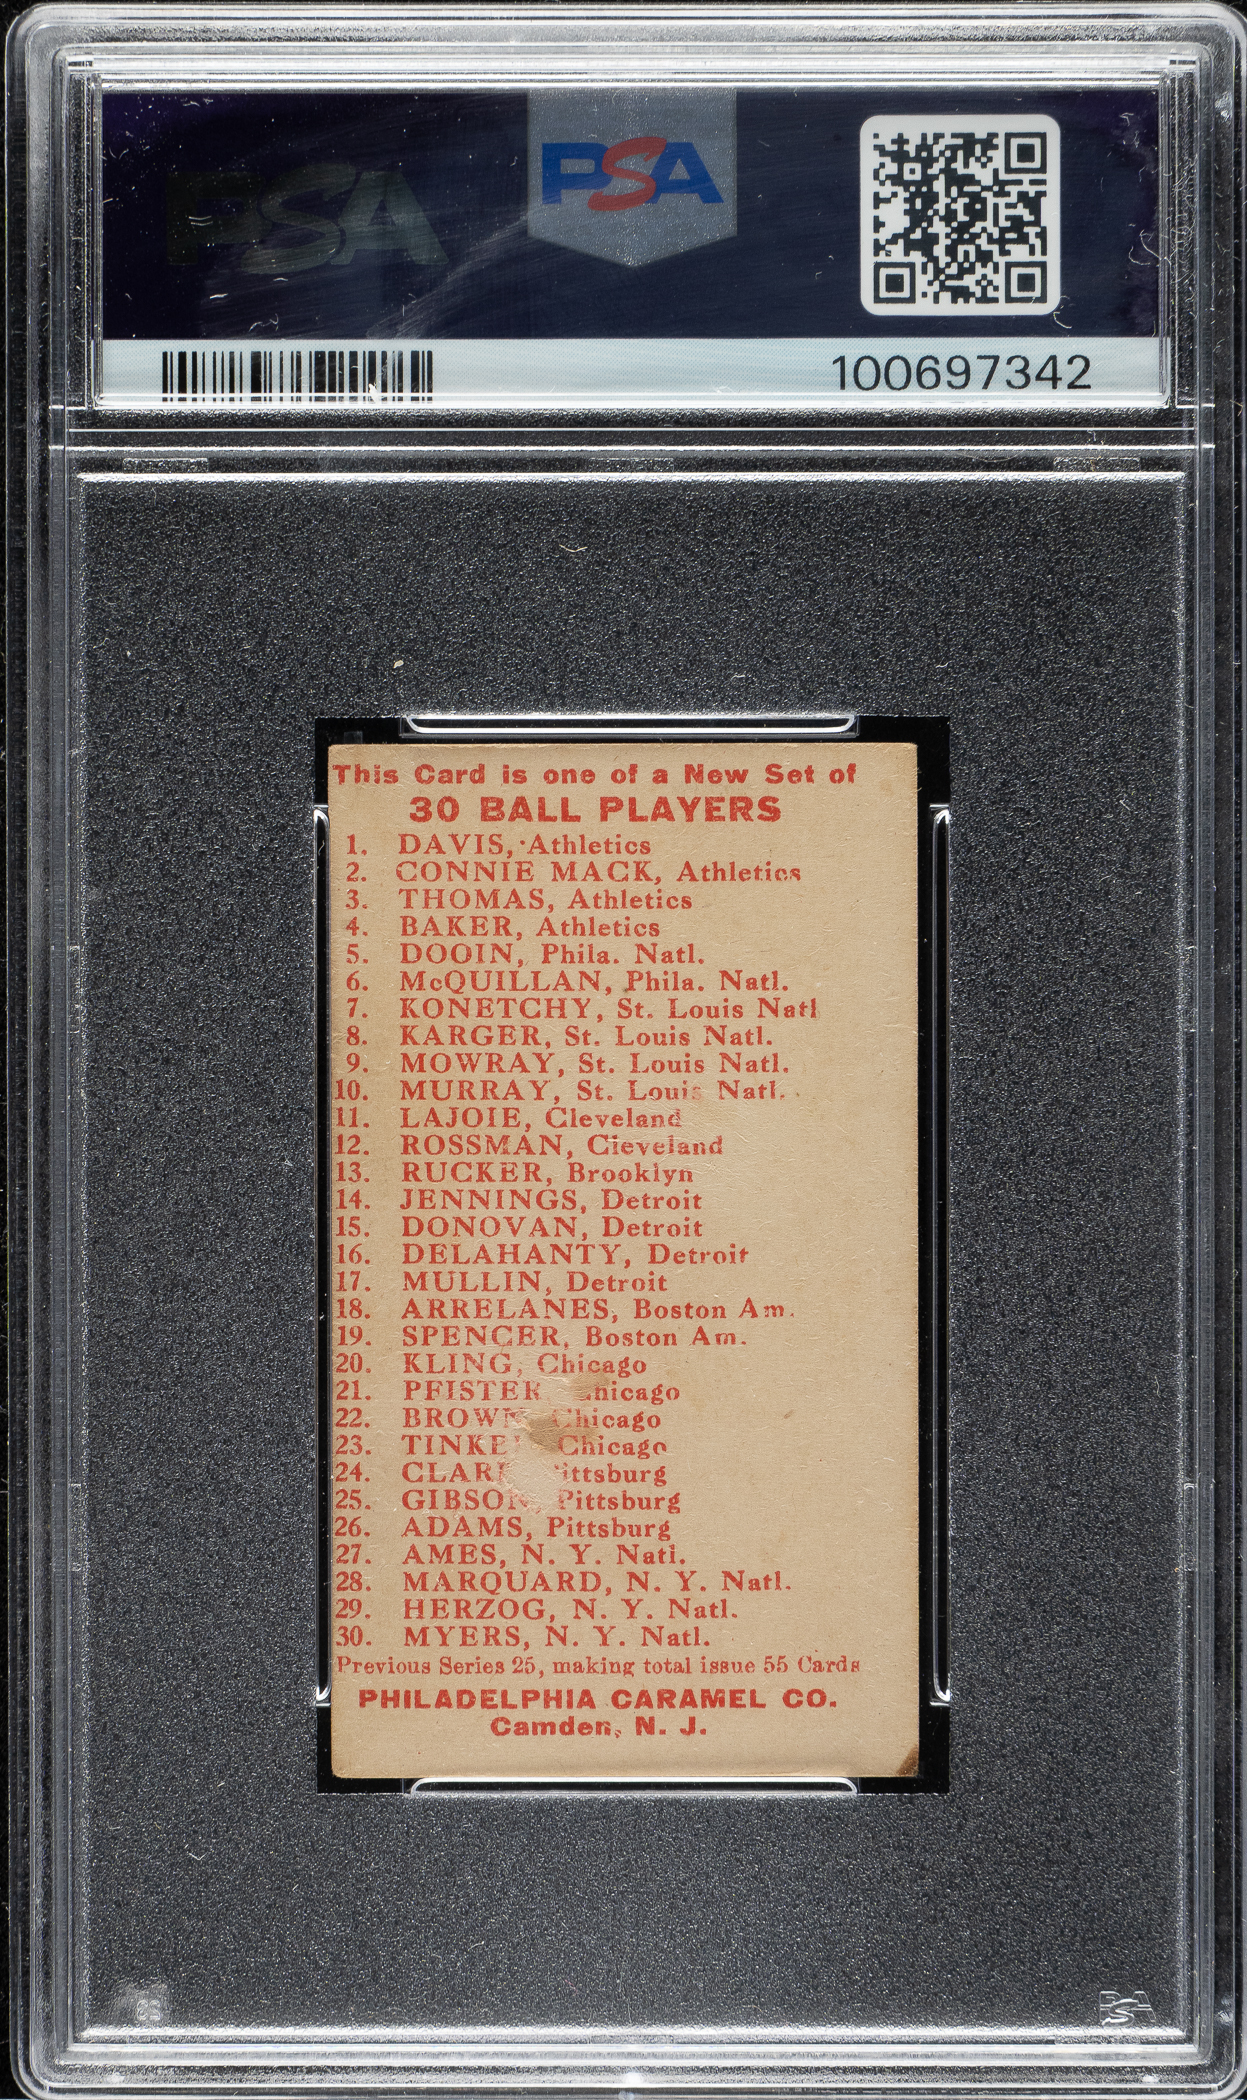 PSA
PSA
100697342
This Card is one of a New Set of
30 BALL PLAYERS
1. DAVIS, Athletics
2. CONNIE MACK, Athletics
3. THOMAS, Athletics
4. BAKER, Athletics
5. DOOIN, Phila. Natl.
6. McQUILLAN, Phila. Natl.
7. KONETCHY, St. Louis Natl
8. KARGER, St. Louis Natl.
9. MOWRAY, St. Louis Natl.
10. MURRAY, St. Louis Natl.
11. LAJOIE, Cleveland
12. ROSSMAN, Cleveland
13. RUCKER, Brooklyn
14. JENNINGS, Detroit
15. DONOVAN, Detroit
16. DELAHANTY, Detroit
17. MULLIN, Detroit
18. ARRELANES, Boston Am.
19. SPENCER, Boston Am.
20. KLING, Chicago
21. PFISTER Chicago
22. BROWN Chicago
23. TINKE Chicago
24. Pittsburg
25. GIBSON, Pittsburg
26. ADAMS, Pittsburg
27. AMES, N. Y. Natl.
28. MARQUARD, N. Y. Natl.
29. HERZOG, N. Y. Natl.
30. MYERS, N. Y. Natl.
Previous Series 25, making total issue 55 Cards
PHILADELPHIA CARAMEL CO.
Camden, N. J.
PSA